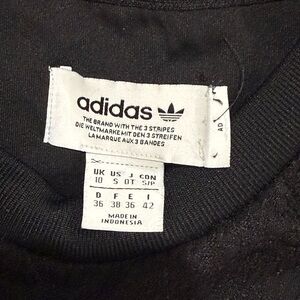 adidas
THE BRAND WITH THE 3 STRIPES
DIE WELTMARKE MIT DEN 3 STREIFEN
LA MARQUE AUX 3 BANDES
AD
UK US J CDN
10 S OT S/P
D F E I
36 38 36 42
MADE IN
INDONESIA